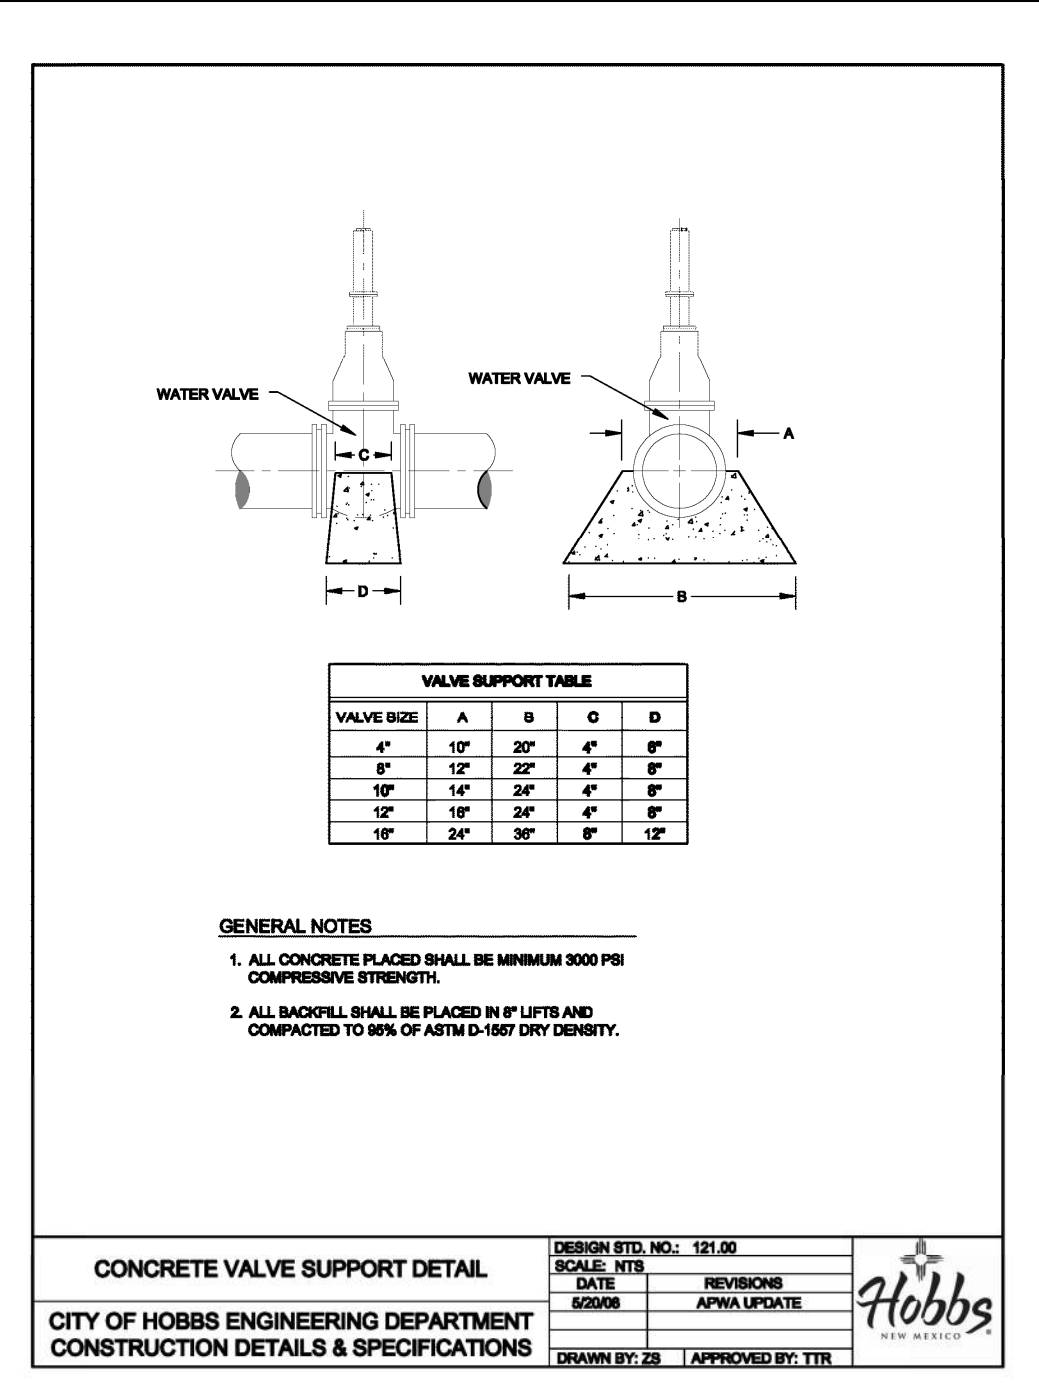 WATER VALVE
WATER VALVE
A
C
D
B
VALVE SUPPORT TABLE
VALVE SIZE A B C D
4" 10" 20" 4" 8"
8" 12" 22" 4" 8"
10" 14" 24" 4" 8"
12" 16" 24" 4" 8"
16" 24" 36" 8" 12"
GENERAL NOTES
1. ALL CONCRETE PLACED SHALL BE MINIMUM 3000 PSI
COMPRESSIVE STRENGTH.
2. ALL BACKFILL SHALL BE PLACED IN 8" LIFTS AND
COMPACTED TO 95% OF ASTM D-1557 DRY DENSITY.
CONCRETE VALVE SUPPORT DETAIL
CITY OF HOBBS ENGINEERING DEPARTMENT
CONSTRUCTION DETAILS & SPECIFICATIONS
DESIGN STD. NO.: 121.00
SCALE: NTS
DATE REVISIONS
5/20/08 APWA UPDATE
DRAWN BY: ZS APPROVED BY: TTR
Hobbs
NEW MEXICO